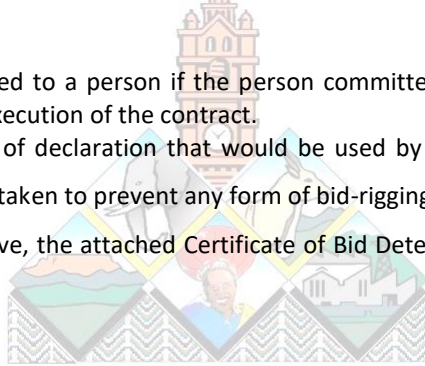 ed to a person if the person committe
xecution of the contract.
of declaration that would be used by
taken to prevent any form of bid-rigging
ve, the attached Certificate of Bid Dete